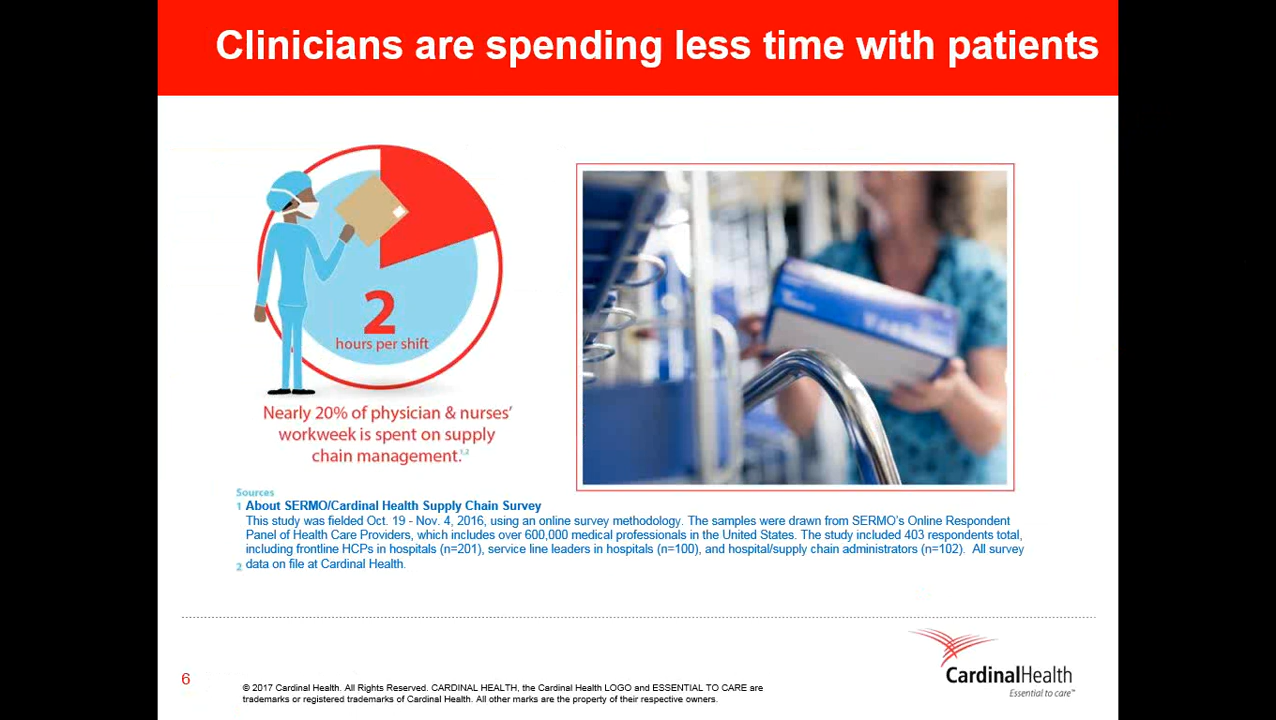 Clinicians are spending less time with patients
2
hours per shift
Nearly 20% of physician & nurses'
workweek is spent on supply
chain management.1,2
Sources
1 About SERMO/Cardinal Health Supply Chain Survey
This study was fielded Oct. 19 - Nov. 4, 2016, using an online survey methodology. The samples were drawn from SERMO's Online Respondent
Panel of Health Care Providers, which includes over 600,000 medical professionals in the United States. The study included 403 respondents total,
including frontline HCPs in hospitals (n=201), service line leaders in hospitals (n=100), and hospital/supply chain administrators (n=102). All survey
2 data on file at Cardinal Health.
CardinalHealth
Essential to care™
6
© 2017 Cardinal Health. All Rights Reserved. CARDINAL HEALTH, the Cardinal Health LOGO and ESSENTIAL TO CARE are
trademarks or registered trademarks of Cardinal Health. All other marks are the property of their respective owners.